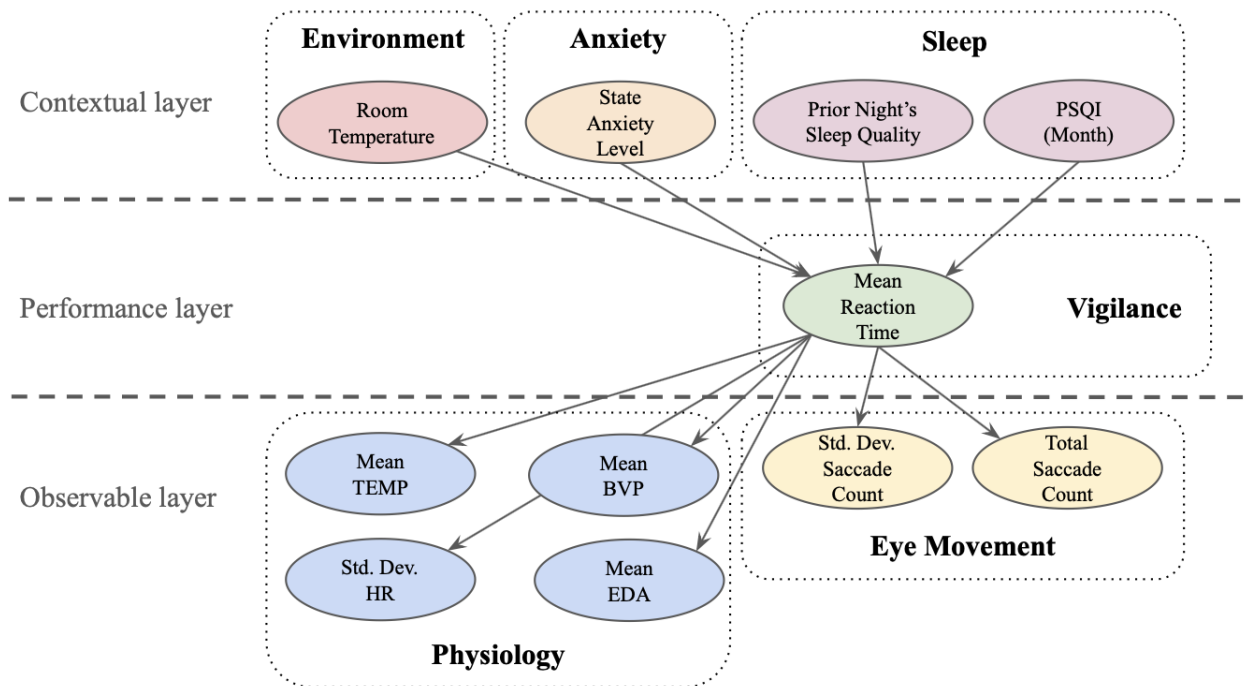 Environment
Anxiety
Sleep
Contextual layer
Room
Temperature
State
Anxiety
Level
Prior Night's
Sleep Quality
PSQI
(Month)
Performance layer
Mean
Reaction
Time
Vigilance
Observable layer
Mean
TEMP
Mean
BVP
Std. Dev.
Saccade
Count
Total
Saccade
Count
Std. Dev.
HR
Mean
EDA
Eye Movement
Physiology